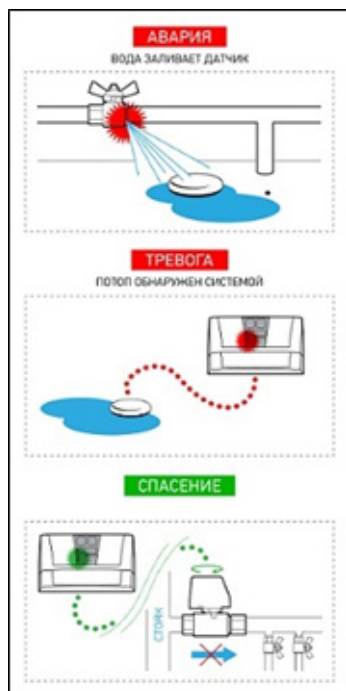 АВАРИЯ
ВОДА ЗАЛИВАЕТ ДАТЧИК
ТРЕВОГА
ПОТОП ОБНАРУЖЕН СИСТЕМОЙ
СПАСЕНИЕ
СТОЯК